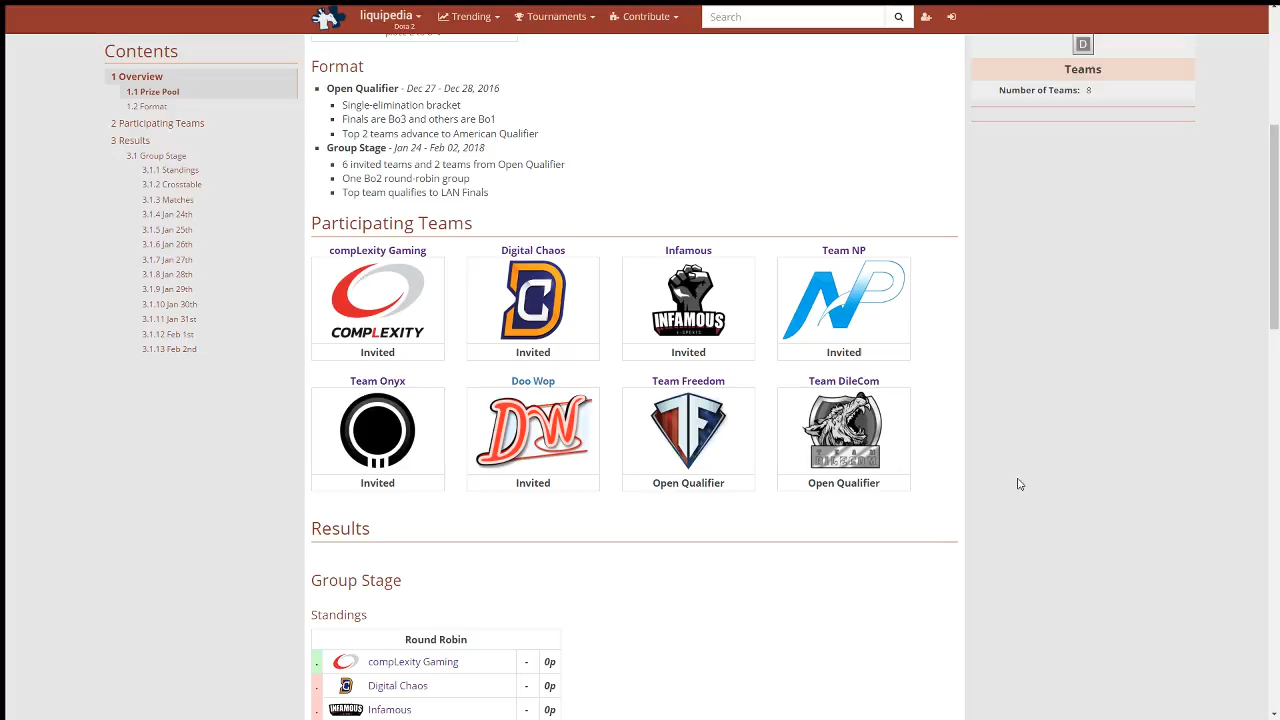 liquipedia
Dota 2
Trending
Tournaments
Contribute
Search
Contents
1 Overview
1.1 Prize Pool
1.2 Format
2 Participating Teams
3 Results
3.1 Group Stage
3.1.1 Standings
3.1.2 Crosstable
3.1.3 Matches
3.1.4 Jan 24th
3.1.5 Jan 25th
3.1.6 Jan 26th
3.1.7 Jan 27th
3.1.8 Jan 28th
3.1.9 Jan 29th
3.1.10 Jan 30th
3.1.11 Jan 31st
3.1.12 Feb 1st
3.1.13 Feb 2nd
Format
Open Qualifier - Dec 27 - Dec 28, 2016
Single-elimination bracket
Finals are Bo3 and others are Bo1
Top 2 teams advance to American Qualifier
Group Stage - Jan 24 - Feb 02, 2018
6 invited teams and 2 teams from Open Qualifier
One Bo2 round-robin group
Top team qualifies to LAN Finals
Participating Teams
compLexity Gaming Digital Chaos Infamous Team NP
COMPLEXITY DC INFAMOUS E-SPORTS NP
Invited Invited Invited Invited
Team Onyx Doo Wop Team Freedom Team DileCom
DW TF TEAM DILECOM
Invited Invited Open Qualifier Open Qualifier
Results
Group Stage
Standings
Round Robin
. compLexity Gaming - 0p
. DC Digital Chaos - 0p
. INFAMOUS Infamous - 0p
D
Teams
Number of Teams: 8